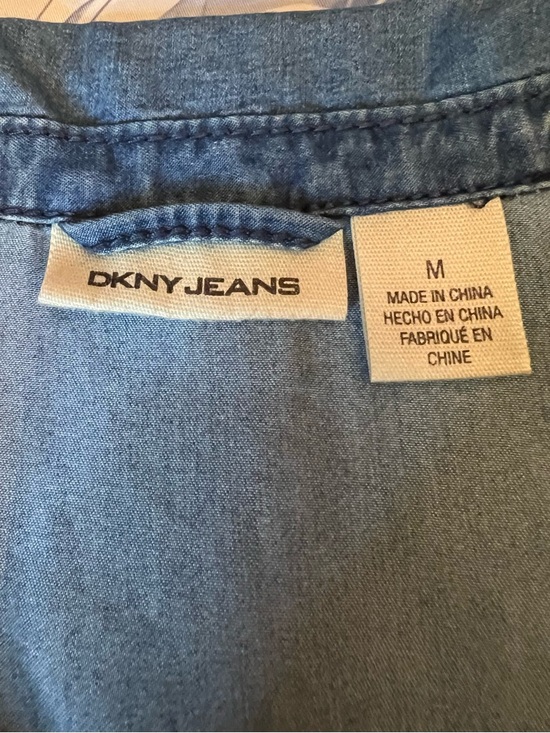 DKNY JEANS
M
MADE IN CHINA
HECHO EN CHINA
FABRIQUÉ EN
CHINE